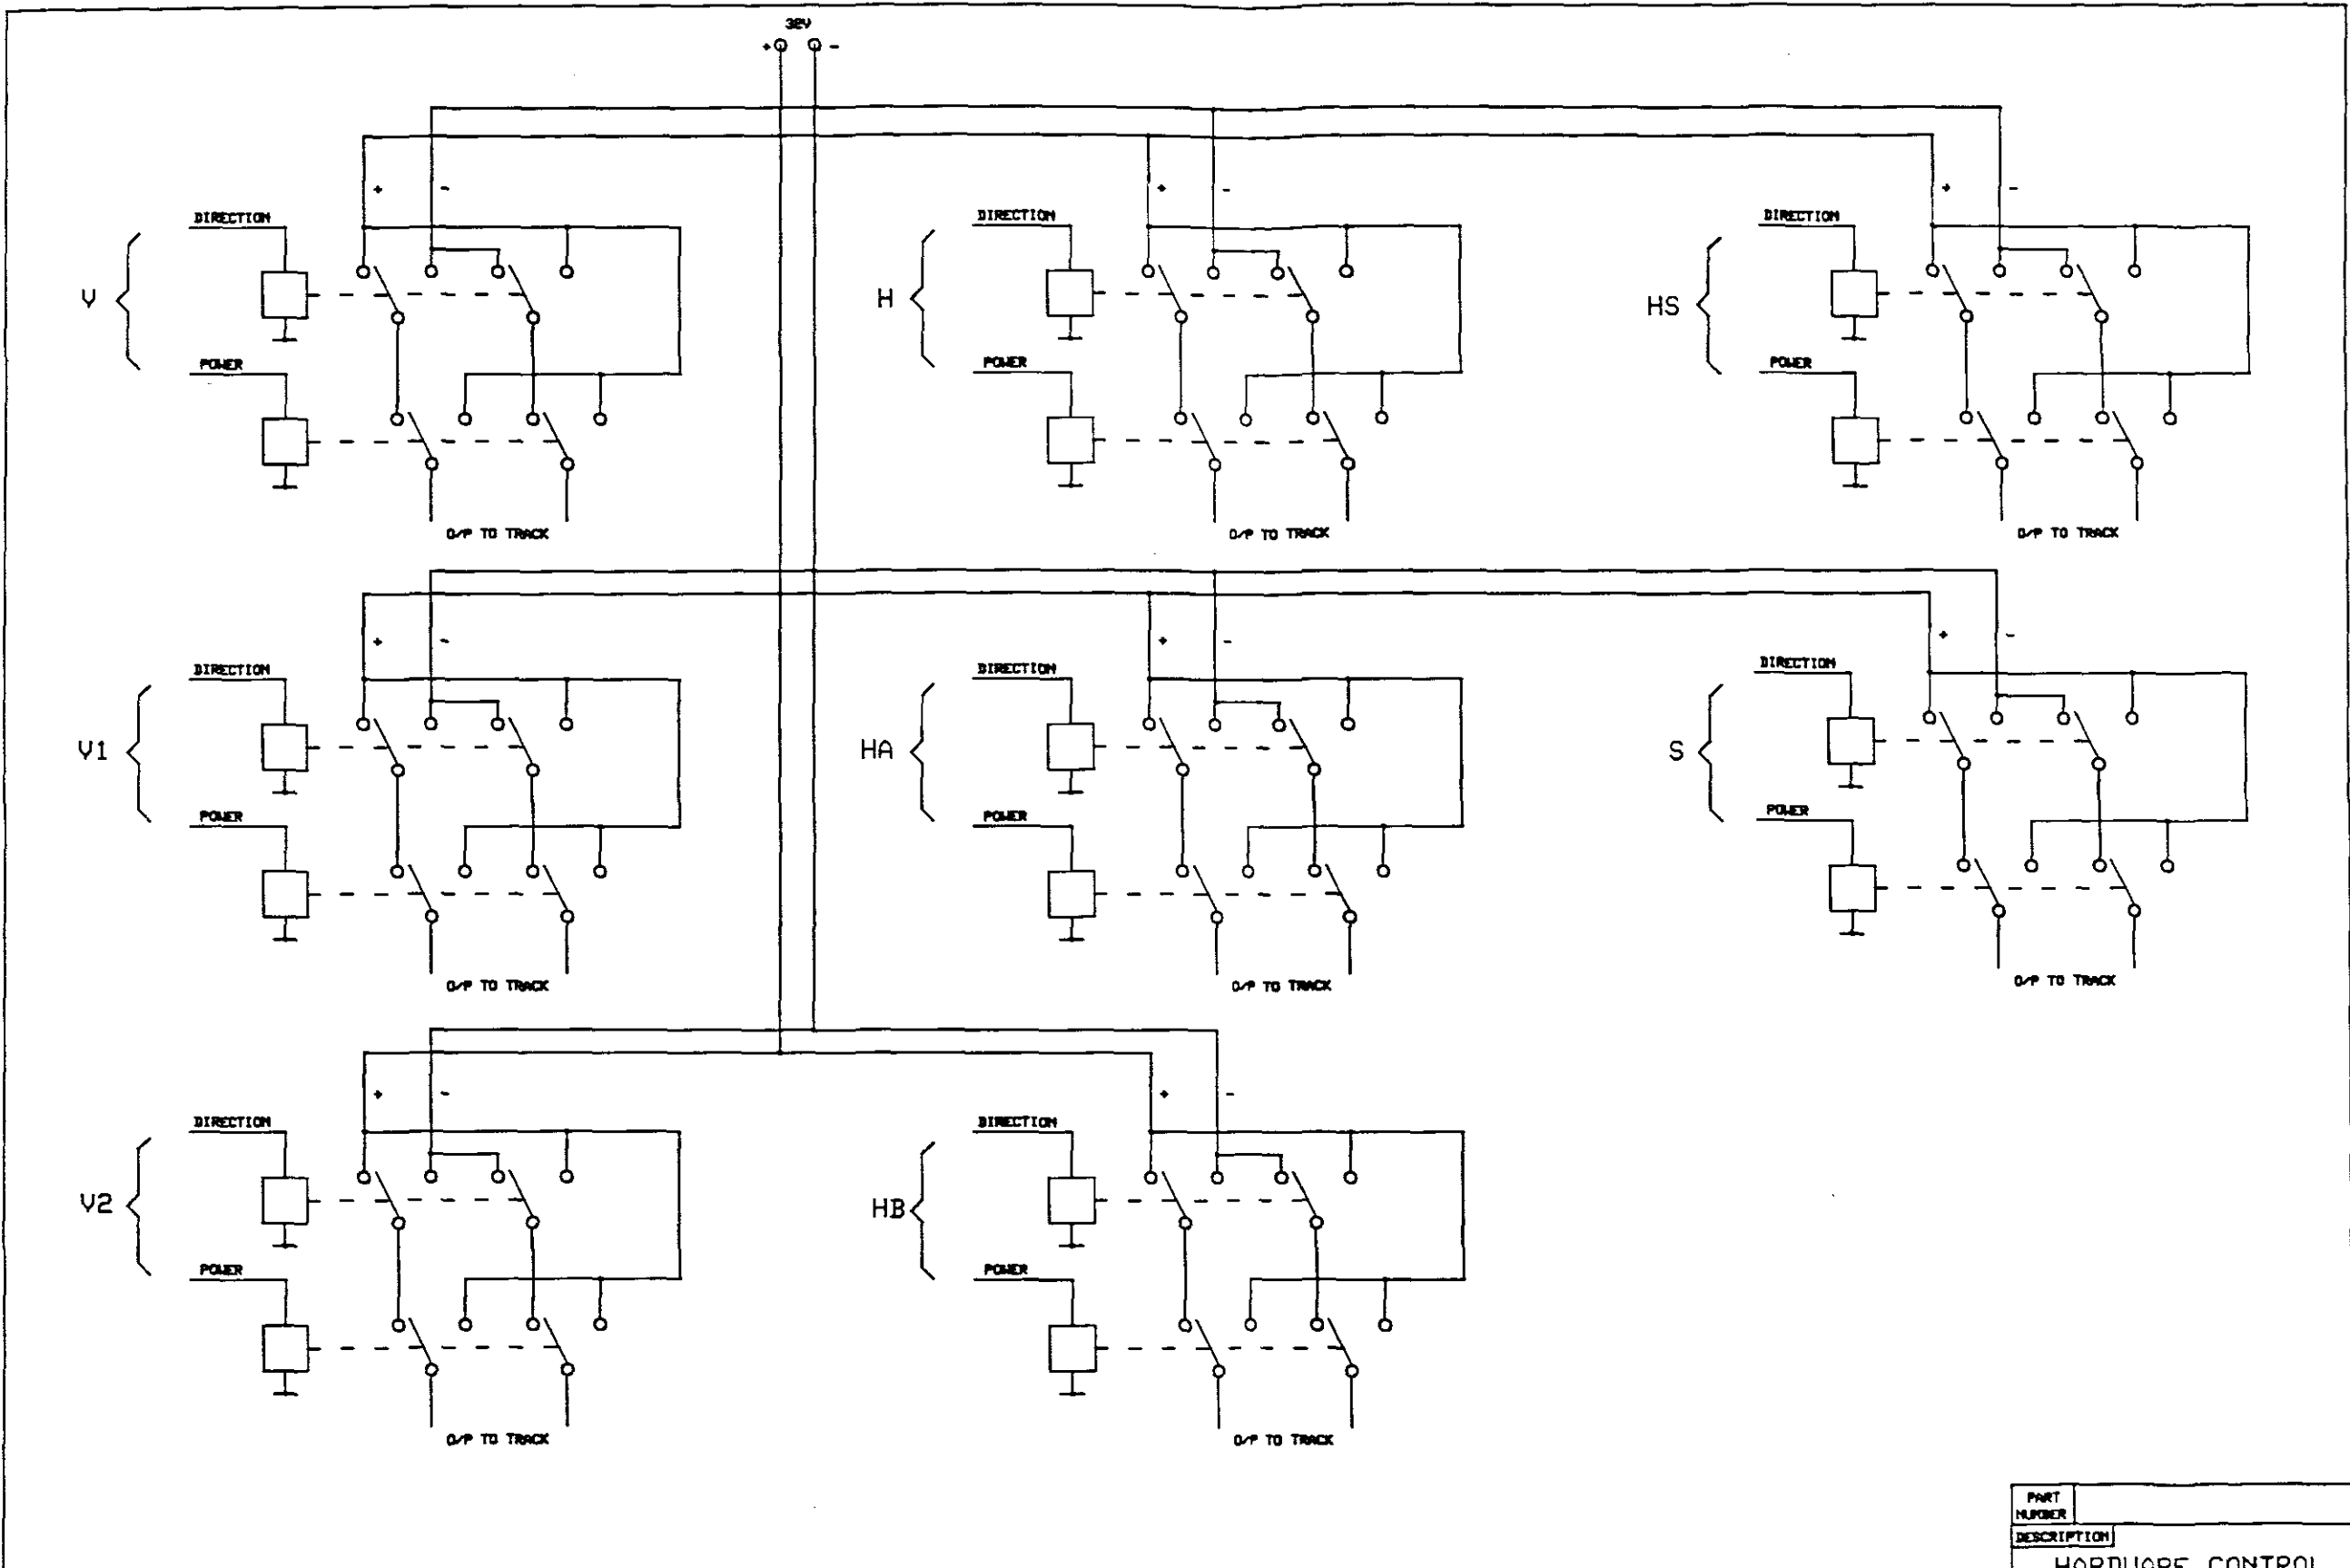 32V
+ -
+ -
+ -
+ -
DIRECTION
DIRECTION
DIRECTION
V
H
HS
POWER
POWER
POWER
O/P TO TRACK
O/P TO TRACK
O/P TO TRACK
+ -
+ -
+ -
DIRECTION
DIRECTION
DIRECTION
V1
HA
S
POWER
POWER
POWER
O/P TO TRACK
O/P TO TRACK
O/P TO TRACK
+ -
+ -
DIRECTION
DIRECTION
V2
HB
POWER
POWER
O/P TO TRACK
O/P TO TRACK
PART
NUMBER
DESCRIPTION
HARDWARE CONTROL